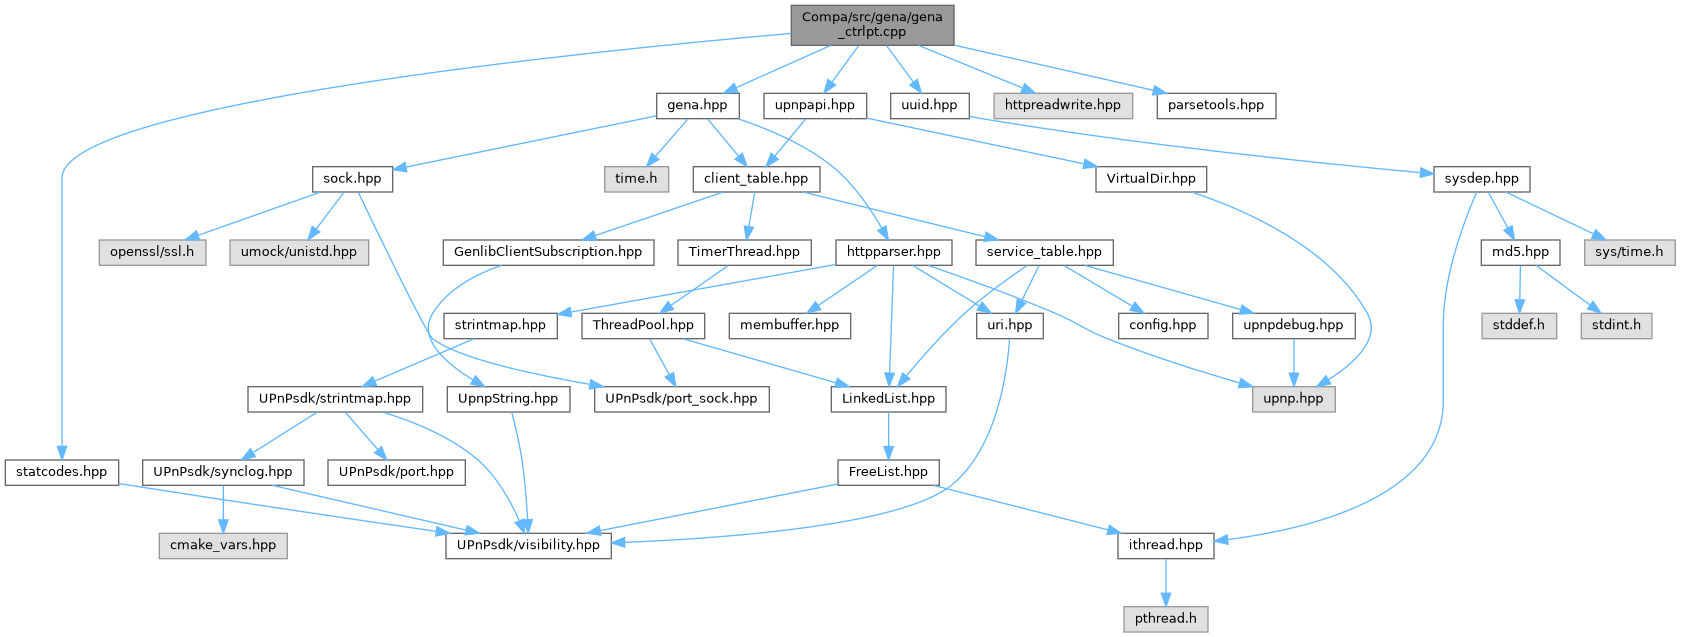 Compa/src/gena/gena
_ctrlpt.cpp
gena.hpp
upnpapi.hpp
uuid.hpp
httpreadwrite.hpp
parsetools.hpp
sock.hpp
time.h
client_table.hpp
VirtualDir.hpp
sysdep.hpp
openssl/ssl.h
umock/unistd.hpp
GenlibClientSubscription.hpp
TimerThread.hpp
httpparser.hpp
service_table.hpp
md5.hpp
sys/time.h
strintmap.hpp
ThreadPool.hpp
membuffer.hpp
uri.hpp
config.hpp
upnpdebug.hpp
stddef.h
stdint.h
UPnPsdk/strintmap.hpp
UpnpString.hpp
UPnPsdk/port_sock.hpp
LinkedList.hpp
upnp.hpp
statcodes.hpp
UPnPsdk/synclog.hpp
UPnPsdk/port.hpp
FreeList.hpp
cmake_vars.hpp
UPnPsdk/visibility.hpp
ithread.hpp
pthread.h